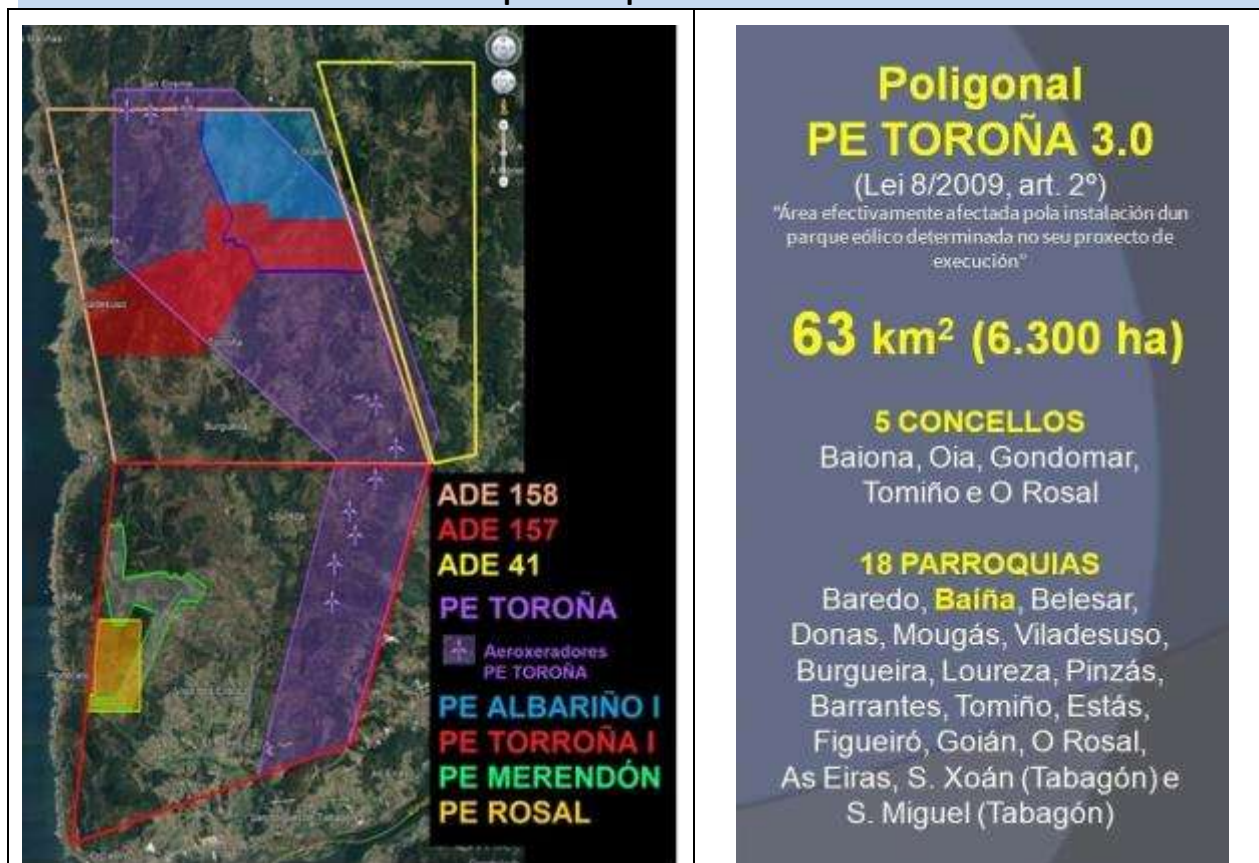 Burgueira
Loureza
ADE 158
ADE 157
ADE 41
PE TOROÑA
Aeroxeradores
PE TOROÑA
PE ALBARIÑO I
PE TORROÑA I
PE MERENDÓN
PE ROSAL
Poligonal
PE TOROÑA 3.0
(Lei 8/2009, art. 2º)
"Área efectivamente afectada pola instalación dun
parque eólico determinada no seu proxecto de
execución"
63 km² (6.300 ha)
5 CONCELLOS
Baiona, Oia, Gondomar,
Tomiño e O Rosal
18 PARROQUIAS
Baredo, Baíña, Belesar,
Donas, Mougás, Viladesuso,
Burgueira, Loureza, Pinzás,
Barrantes, Tomiño, Estás,
Figueiró, Goián, O Rosal,
As Eiras, S. Xoán (Tabagón) e
S. Miguel (Tabagón)